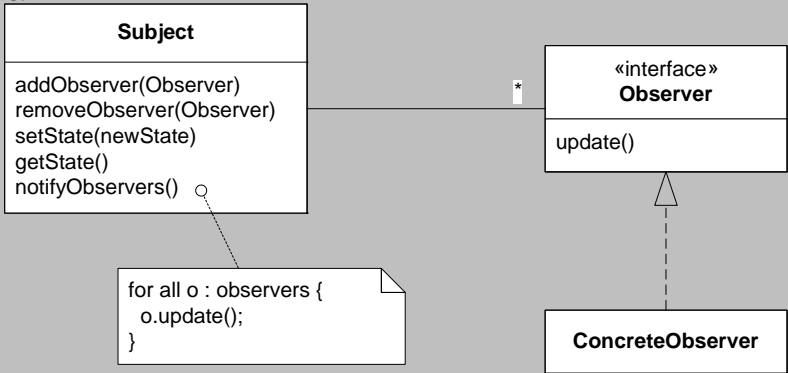 Subject
addObserver(Observer)
removeObserver(Observer)
setState(newState)
getState()
notifyObservers()
*
«interface»
Observer
update()
for all o : observers {
o.update();
}
ConcreteObserver